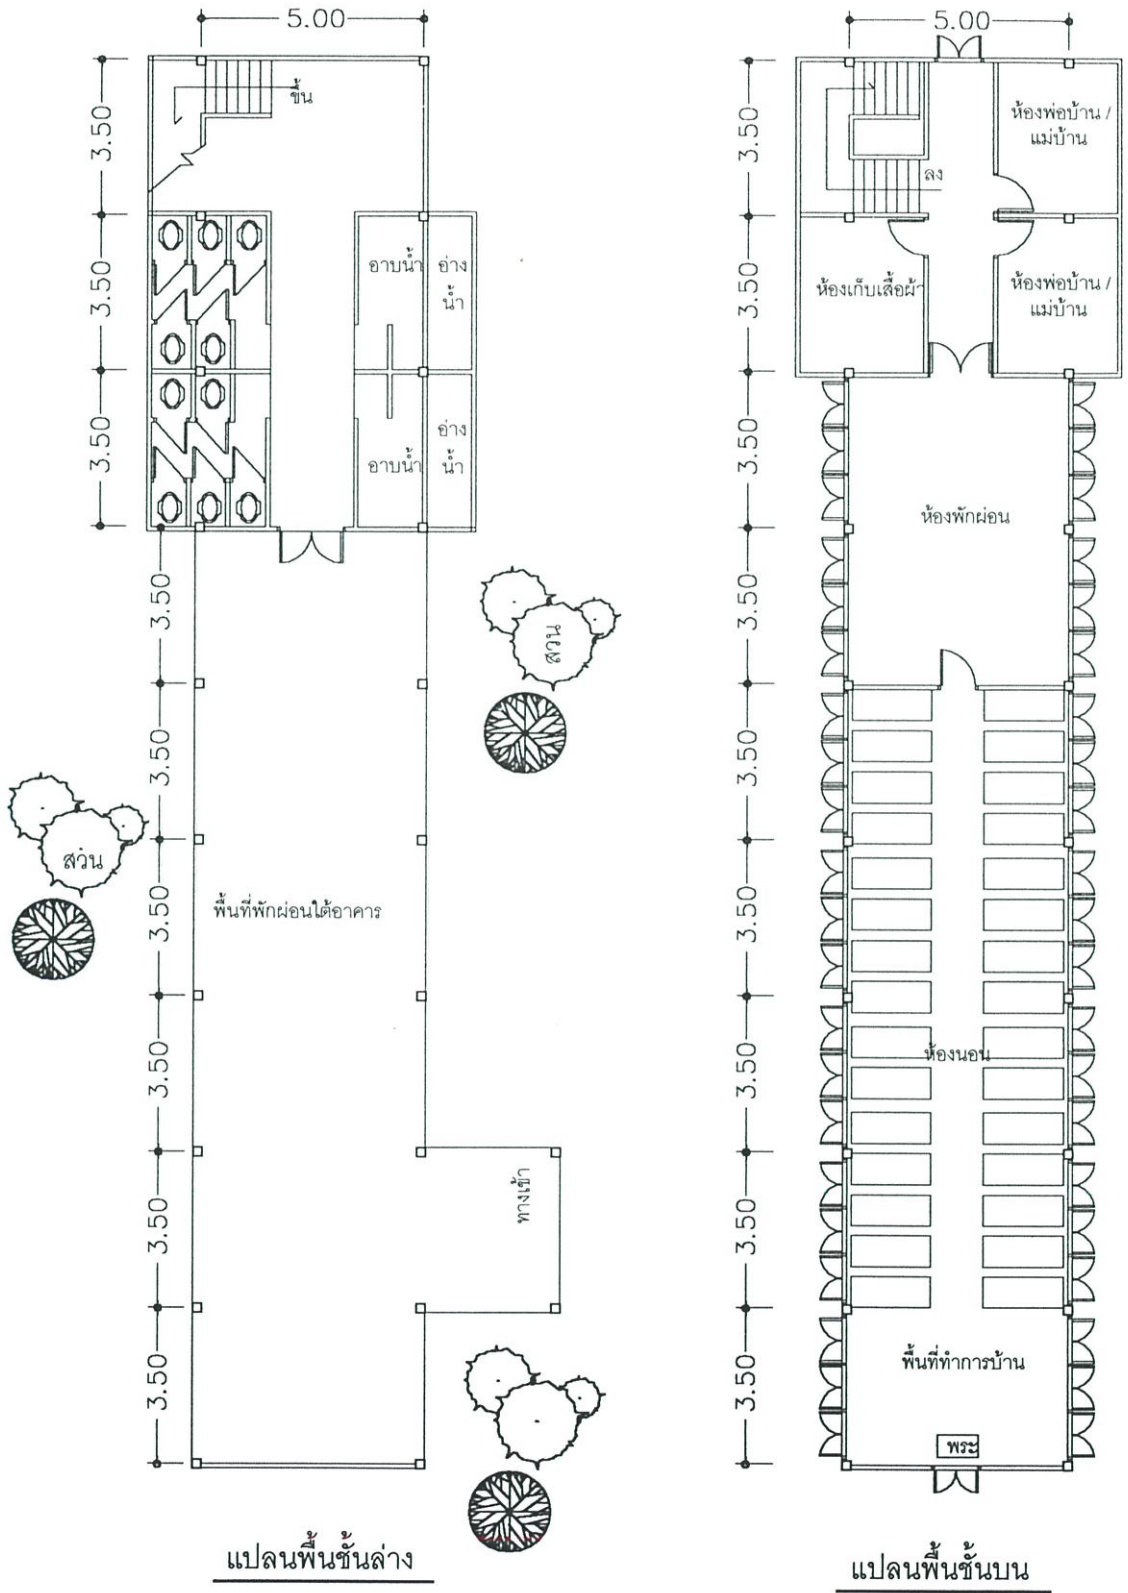 5.00
ขึ้น
3.50
3.50
3.50
3.50
3.50
3.50
3.50
3.50
3.50
อาบน้ำ
อ่าง
น้ำ
อาบน้ำ
อ่าง
น้ำ
สวน
สวน
พื้นที่พักผ่อนใต้อาคาร
ทางเข้า
แปลนพื้นชั้นล่าง
5.00
3.50
3.50
3.50
3.50
3.50
3.50
3.50
3.50
3.50
ห้องพ่อบ้าน /
แม่บ้าน
ลง
ห้องเก็บเสื้อผ้า
ห้องพ่อบ้าน /
แม่บ้าน
ห้องพักผ่อน
ห้องนอน
พื้นที่ทำการบ้าน
พระ
แปลนพื้นชั้นบน